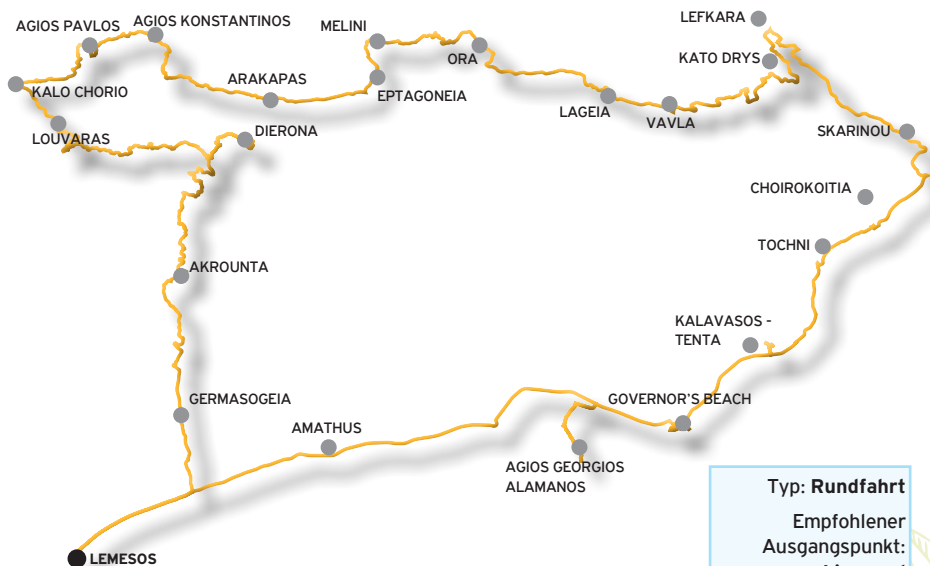 AGIOS PAVLOS
AGIOS KONSTANTINOS
MELINI
ORA
LEFKARA
KATO DRYS
KALO CHORIO
ARAKAPAS
EPTAGONEIA
LAGEIA
VAVLA
SKARINOU
LOUVARAS
DIERONA
CHOIROKOITIA
TOCHNI
AKROUNTA
KALAVASOS -
TENTA
GERMASOGEIA
AMATHUS
GOVERNOR'S BEACH
AGIOS GEORGIOS
ALAMANOS
LEMESOS
Typ: Rundfahrt
Empfohlener
Ausgangspunkt: